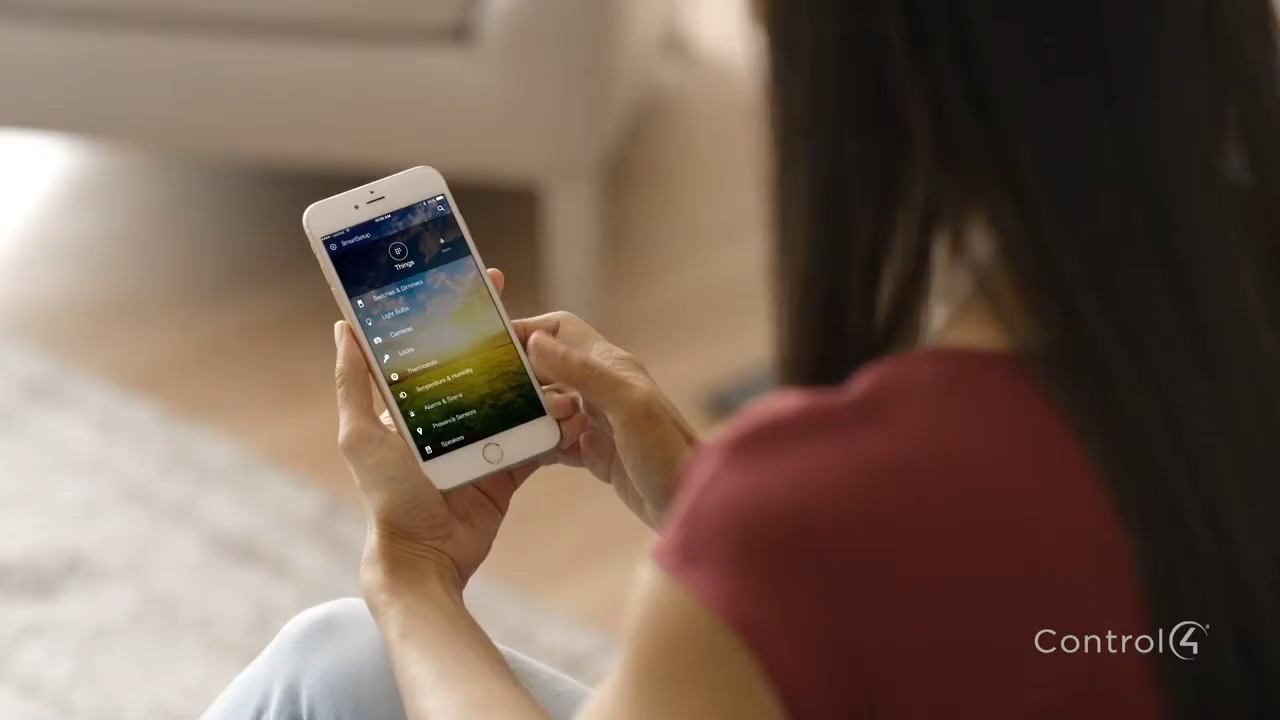 SmartSetup
Things
Switches & Dimmers
Light Bulbs
Cameras
Locks
Thermostats
Temperature & Humidity
Alarms & Sirens
Presence Sensors
Speakers
Control4